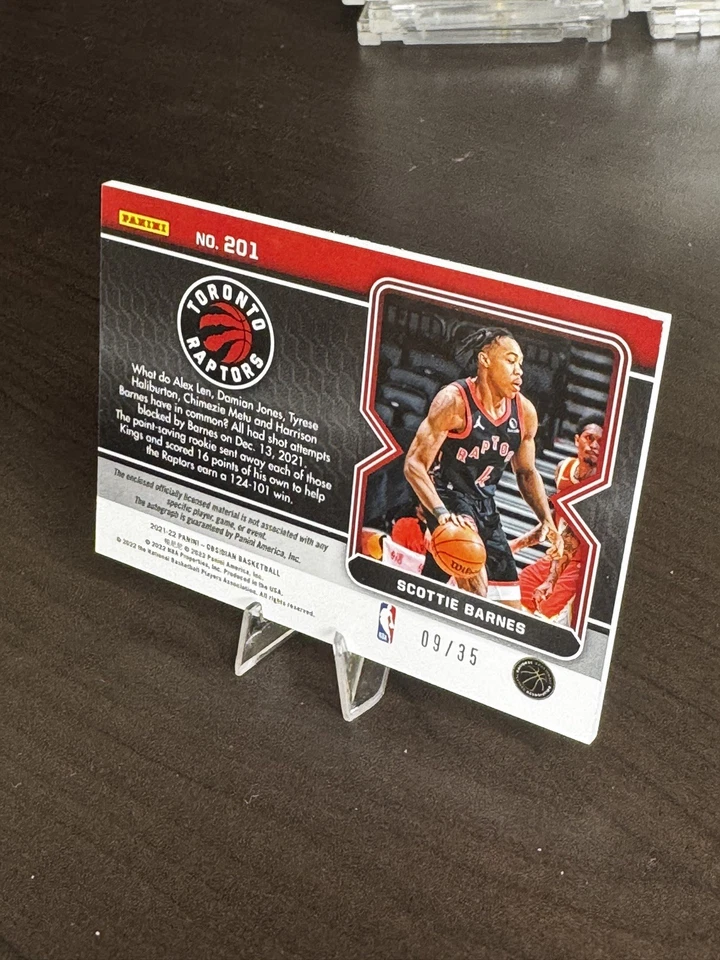 PANINI
NO. 201
TORONTO
RAPTORS
What do Alex Len, Damian Jones, Tyrese
Haliburton, Chimezie Metu and Harrison
Barnes have in common? All had shot attempts
blocked by Barnes on Dec. 13, 2021.
The point-saving rookie sent away each of those
Kings and scored 16 points of his own to help
the Raptors earn a 124-101 win.
The enclosed officially licensed material is not associated with any
specific player, game, or event.
The autograph is guaranteed by Panini America, Inc.
2021-22 PANINI – OBSIDIAN BASKETBALL
© 2022 Panini America, Inc.
© 2022 NBA Properties, Inc. Produced in the USA.
© 2022 the National Basketball Players Association. All rights reserved.
RAPTO
4
SCOTTIE BARNES
NBA
09/35